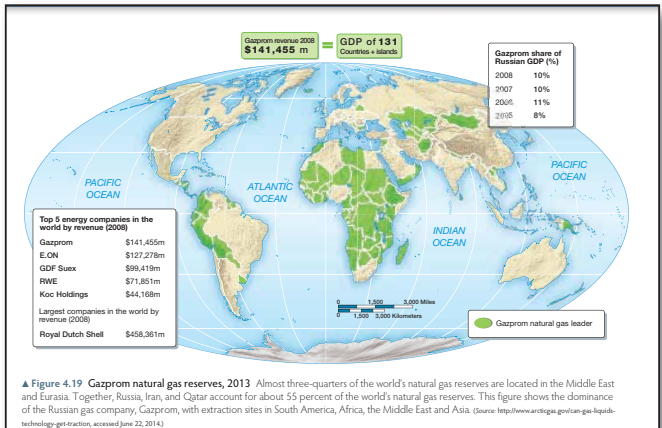 Gazprom revenue 2008
$141,455 m
=
GDP of 131
Countries + islands
Gazprom share of
Russian GDP (%)
2008 10%
2007 10%
2006 11%
2005 8%
PACIFIC
OCEAN
ATLANTIC
OCEAN
INDIAN
OCEAN
PACIFIC
OCEAN
Top 5 energy companies in the
world by revenue (2008)
Gazprom $141,455m
E.ON $127,278m
GDF Suex $99,419m
RWE $71,851m
Koc Holdings $44,168m
Largest companies in the world by
revenue (2008)
Royal Dutch Shell $458,361m
0 1,500 3,000 Miles
0 1,500 3,000 Kilometers
Gazprom natural gas leader
▲ Figure 4.19 Gazprom natural gas reserves, 2013 Almost three-quarters of the world's natural gas reserves are located in the Middle East
and Eurasia. Together, Russia, Iran, and Qatar account for about 55 percent of the world's natural gas reserves. This figure shows the dominance
of the Russian gas company, Gazprom, with extraction sites in South America, Africa, the Middle East and Asia. (Source: http://www.arcticgas.gov/can-gas-liquids-
technology-get-traction, accessed June 22, 2014.)